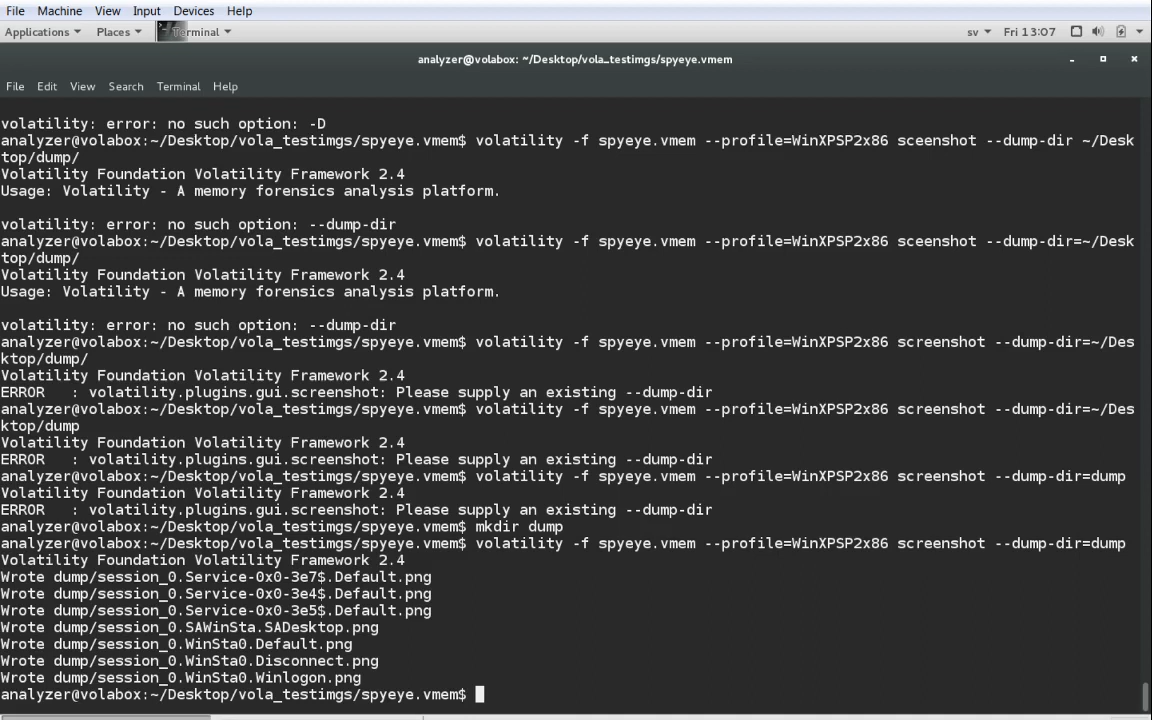 File Machine View Input Devices Help
Applications Places Terminal sv Fri 13:07
analyzer@volabox: ~/Desktop/vola_testimgs/spyeye.vmem
File Edit View Search Terminal Help
volatility: error: no such option: -D
analyzer@volabox:~/Desktop/vola_testimgs/spyeye.vmem$ volatility -f spyeye.vmem --profile=WinXPSP2x86 sceenshot --dump-dir ~/Desk
top/dump/
Volatility Foundation Volatility Framework 2.4
Usage: Volatility - A memory forensics analysis platform.
volatility: error: no such option: --dump-dir
analyzer@volabox:~/Desktop/vola_testimgs/spyeye.vmem$ volatility -f spyeye.vmem --profile=WinXPSP2x86 sceenshot --dump-dir=~/Desk
top/dump/
Volatility Foundation Volatility Framework 2.4
Usage: Volatility - A memory forensics analysis platform.
volatility: error: no such option: --dump-dir
analyzer@volabox:~/Desktop/vola_testimgs/spyeye.vmem$ volatility -f spyeye.vmem --profile=WinXPSP2x86 screenshot --dump-dir=~/Des
ktop/dump/
Volatility Foundation Volatility Framework 2.4
ERROR   : volatility.plugins.gui.screenshot: Please supply an existing --dump-dir
analyzer@volabox:~/Desktop/vola_testimgs/spyeye.vmem$ volatility -f spyeye.vmem --profile=WinXPSP2x86 screenshot --dump-dir=~/Des
ktop/dump
Volatility Foundation Volatility Framework 2.4
ERROR   : volatility.plugins.gui.screenshot: Please supply an existing --dump-dir
analyzer@volabox:~/Desktop/vola_testimgs/spyeye.vmem$ volatility -f spyeye.vmem --profile=WinXPSP2x86 screenshot --dump-dir=dump
Volatility Foundation Volatility Framework 2.4
ERROR   : volatility.plugins.gui.screenshot: Please supply an existing --dump-dir
analyzer@volabox:~/Desktop/vola_testimgs/spyeye.vmem$ mkdir dump
analyzer@volabox:~/Desktop/vola_testimgs/spyeye.vmem$ volatility -f spyeye.vmem --profile=WinXPSP2x86 screenshot --dump-dir=dump
Volatility Foundation Volatility Framework 2.4
Wrote dump/session_0.Service-0x0-3e7$.Default.png
Wrote dump/session_0.Service-0x0-3e4$.Default.png
Wrote dump/session_0.Service-0x0-3e5$.Default.png
Wrote dump/session_0.SAWinSta.SADesktop.png
Wrote dump/session_0.WinSta0.Default.png
Wrote dump/session_0.WinSta0.Disconnect.png
Wrote dump/session_0.WinSta0.Winlogon.png
analyzer@volabox:~/Desktop/vola_testimgs/spyeye.vmem$